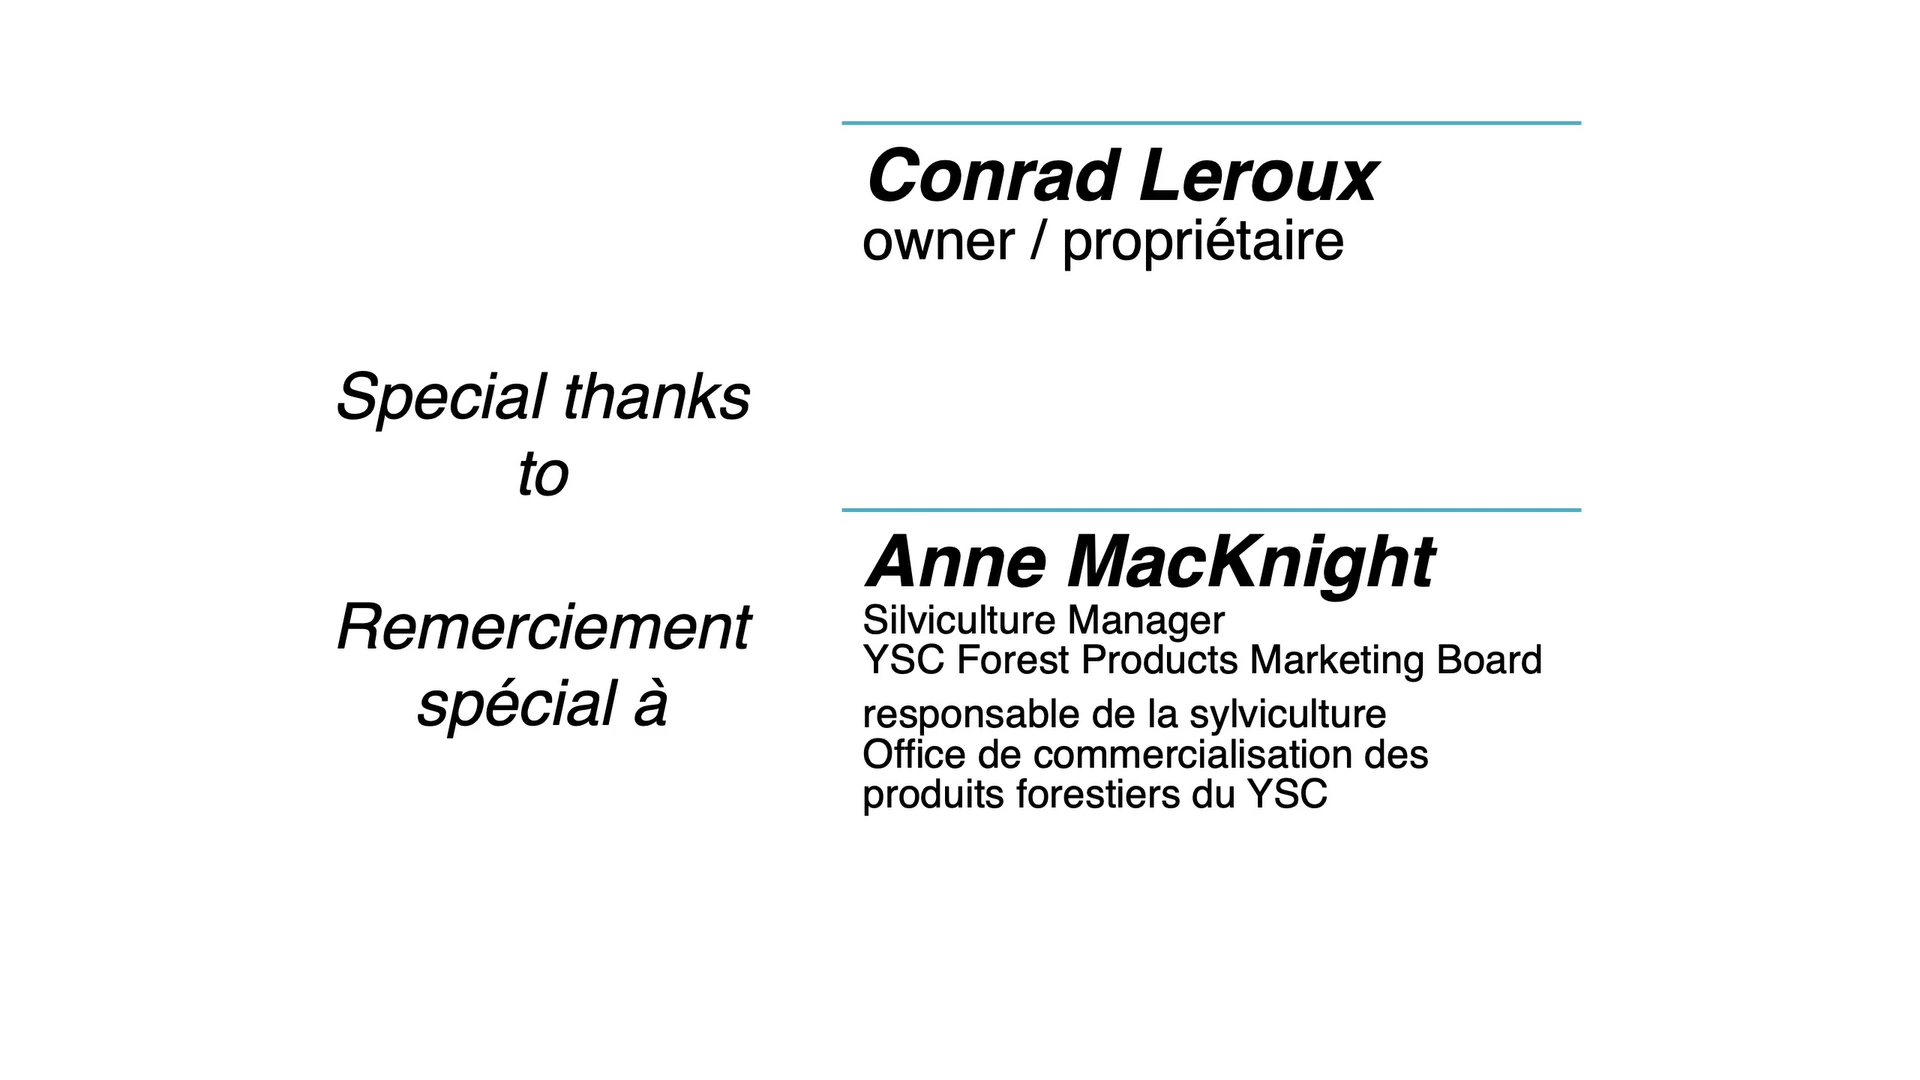 Special thanks
to
Remerciement
spécial à
Conrad Leroux
owner / propriétaire
Anne MacKnight
Silviculture Manager
YSC Forest Products Marketing Board
responsable de la sylviculture
Office de commercialisation des
produits forestiers du YSC